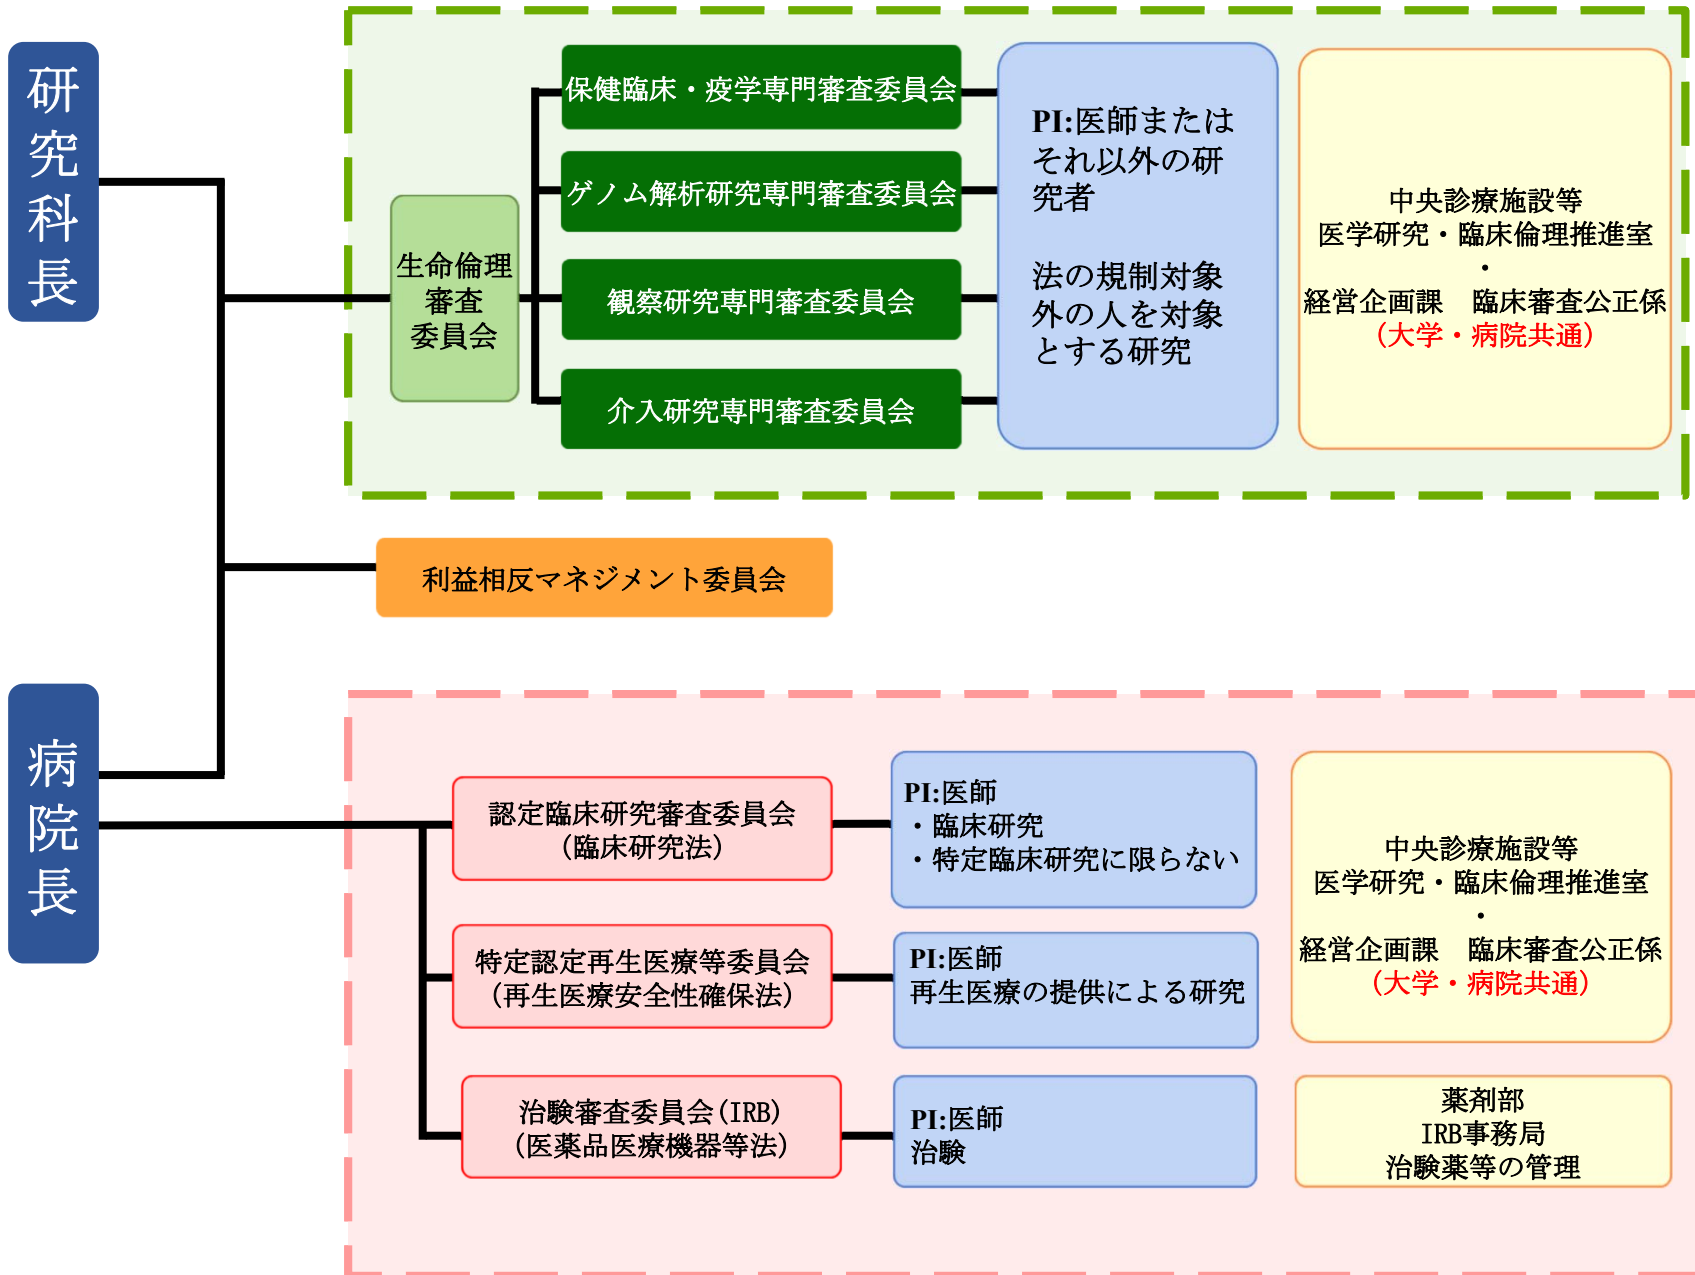 研究科長
生命倫理
審査
委員会
保健臨床・疫学専門審査委員会
ゲノム解析研究専門審査委員会
観察研究専門審査委員会
介入研究専門審査委員会
PI:医師または
それ以外の研
究者
法の規制対象
外の人を対象
とする研究
中央診療施設等
医学研究・臨床倫理推進室
・
経営企画課　臨床審査公正係
(大学・病院共通)
利益相反マネジメント委員会
病院長
認定臨床研究審査委員会
(臨床研究法)
PI:医師
・臨床研究
・特定臨床研究に限らない
特定認定再生医療等委員会
(再生医療安全性確保法)
PI:医師
再生医療の提供による研究
中央診療施設等
医学研究・臨床倫理推進室
・
経営企画課　臨床審査公正係
(大学・病院共通)
治験審査委員会(IRB)
(医薬品医療機器等法)
PI:医師
治験
薬剤部
IRB事務局
治験薬等の管理